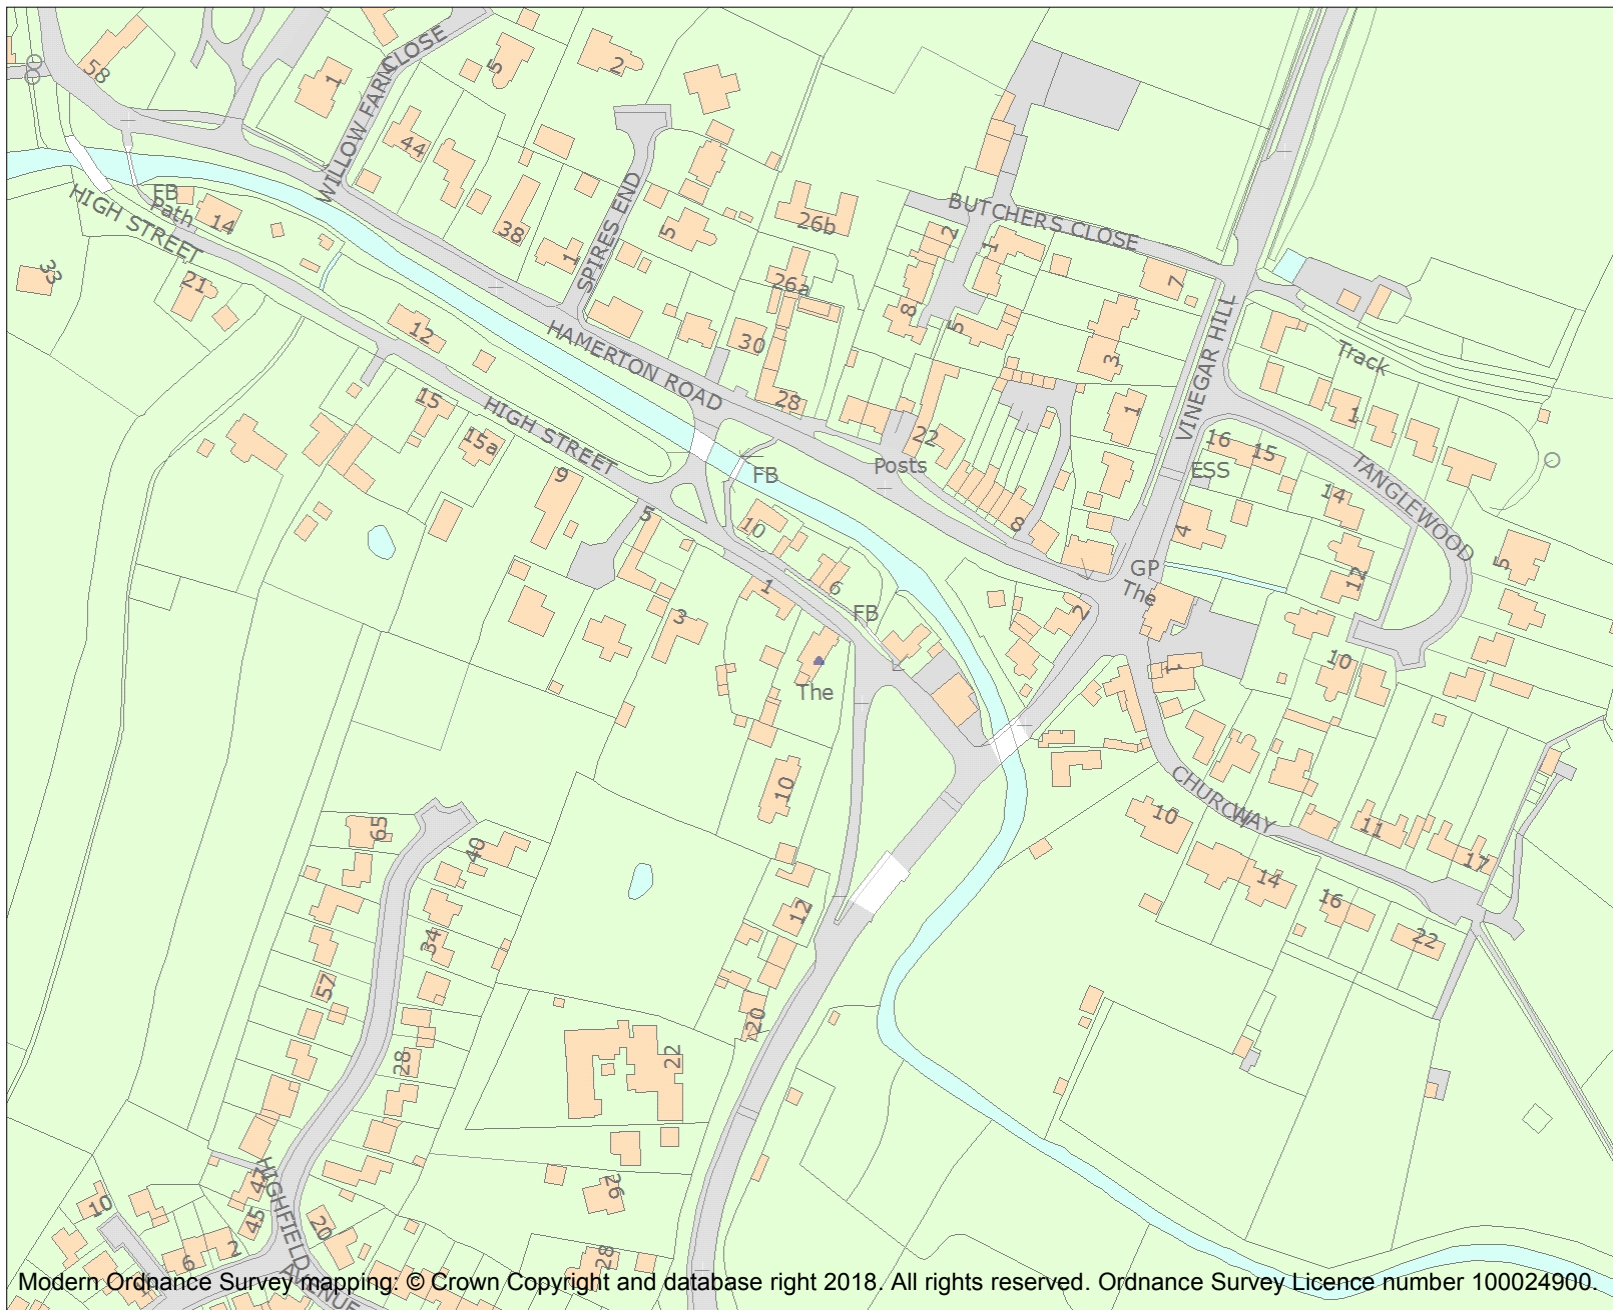 58
1
WILLOW FARM CLOSE
5
2
44
FB
Path
HIGH STREET
14
38
1
SPIRES END
5
26b
BUTCHERS CLOSE
2
1
33
21
26a
8
5
7
12
HAMERTON ROAD
30
28
3
VINEGAR HILL
Track
15
HIGH STREET
15a
9
22
Posts
1
1
16
15
ESS
TANGLEWOOD
14
FB
10
5
8
4
GP
The
12
5
1
6
FB
3
2
The
1
10
10
CHURCWAY
10
11
17
65
40
14
16
22
12
34
57
20
28
22
47
HIGHFIELD
AVENUE
26
10
45
20
6
2
28
Modern Ordnance Survey mapping: © Crown Copyright and database right 2018. All rights reserved. Ordnance Survey Licence number 100024900.